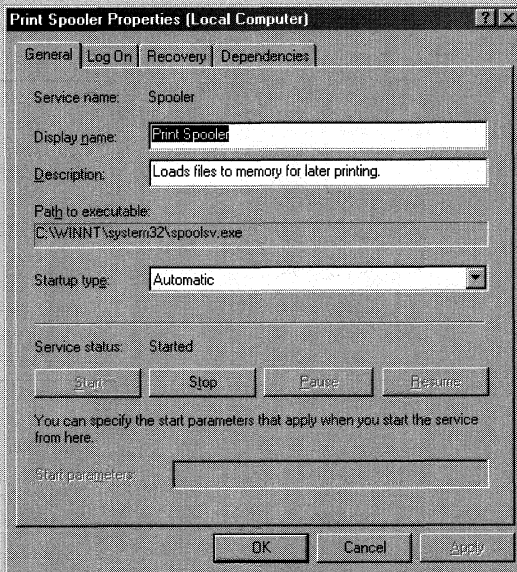 Print Spooler Properties (Local Computer)
General Log On Recovery Dependencies
Service name: Spooler
Display name: Print Spooler
Description: Loads files to memory for later printing.
Path to executable:
C:\WINNT\system32\spoolsv.exe
Startup type: Automatic
Service status: Started
Start Stop Pause Resume
You can specify the start parameters that apply when you start the service
from here.
Start parameters:
OK Cancel Apply